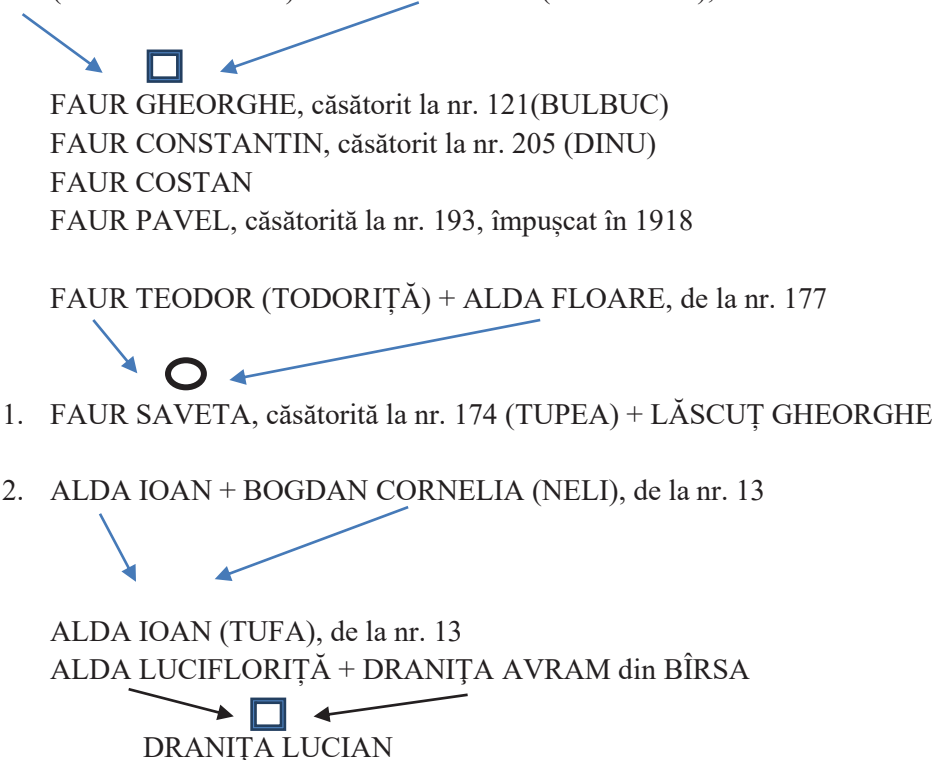 FAUR GHEORGHE, căsătorit la nr. 121(BULBUC)
FAUR CONSTANTIN, căsătorit la nr. 205 (DINU)
FAUR COSTAN
FAUR PAVEL, căsătorită la nr. 193, împușcat în 1918
FAUR TEODOR (TODORIȚĂ) + ALDA FLOARE, de la nr. 177
1. FAUR SAVETA, căsătorită la nr. 174 (TUPEA) + LĂSCUȚ GHEORGHE
2. ALDA IOAN + BOGDAN CORNELIA (NELI), de la nr. 13
ALDA IOAN (TUFA), de la nr. 13
ALDA LUCIFLORIȚĂ + DRANIȚA AVRAM din BÎRSA
DRANIȚA LUCIAN